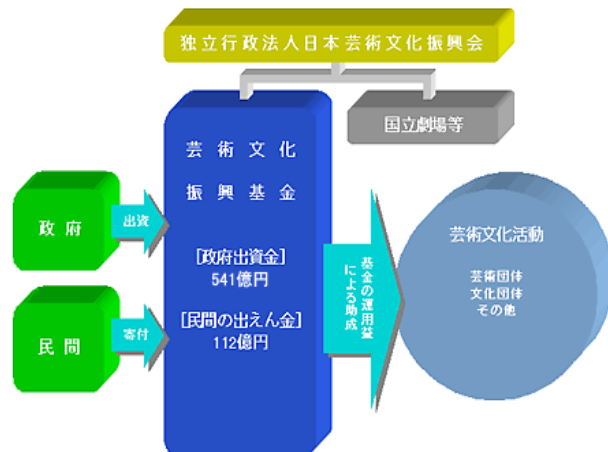 独立行政法人日本芸術文化振興会
国立劇場等
芸術文化
振興基金
[政府出資金]
541億円
[民間の出えん金]
112億円
政府
出資
民間
寄付
基金の運用益
による助成
芸術文化活動
芸術団体
文化団体
その他